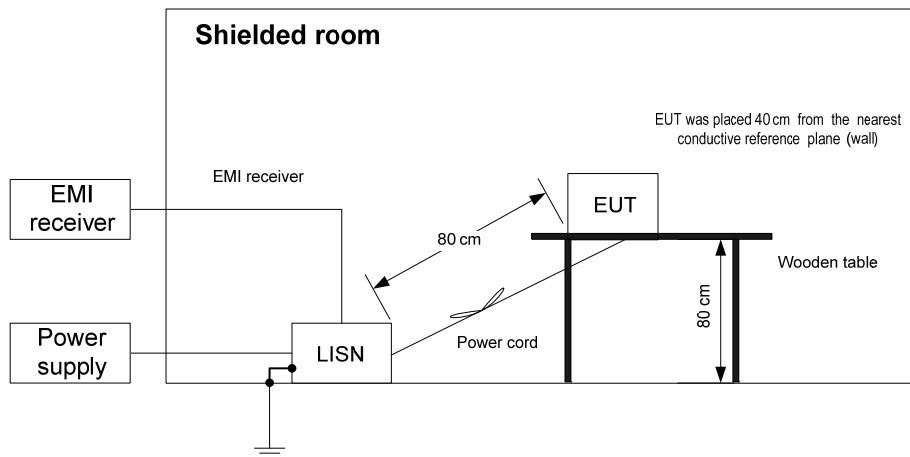 Shielded room
EUT was placed 40 cm from the nearest
conductive reference plane (wall)
EMI receiver
EMI
receiver
EUT
80 cm
Wooden table
80 cm
Power
supply
LISN
Power cord